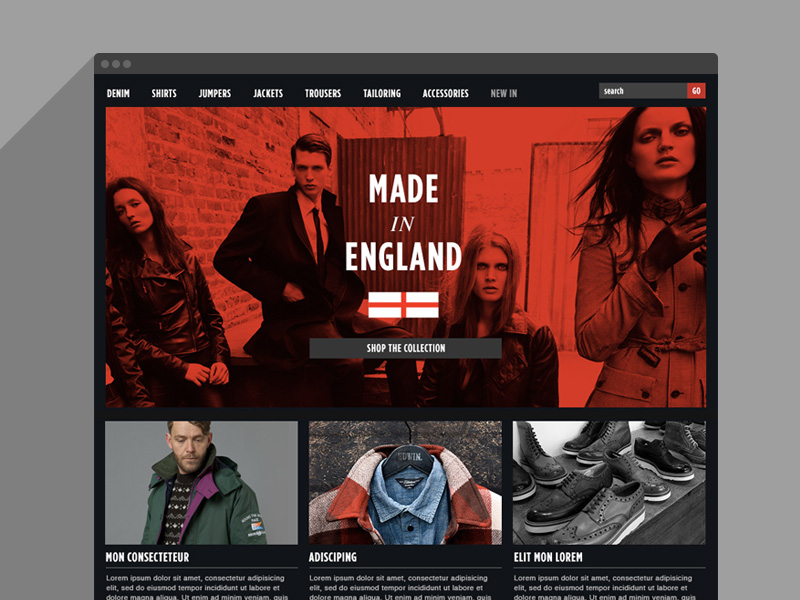 DENIM SHIRTS JUMPERS JACKETS TROUSERS TAILORING ACCESSORIES NEW IN search GO
MADE
IN
ENGLAND
SHOP THE COLLECTION
EDWIN
MON CONSECTETEUR
Lorem ipsum dolor sit amet, consectetur adipisicing
elit, sed do eiusmod tempor incididunt ut labore et
dolore magna aliqua. Ut enim ad minim veniam, quis
ADISCIPING
Lorem ipsum dolor sit amet, consectetur adipisicing
elit, sed do eiusmod tempor incididunt ut labore et
dolore magna aliqua. Ut enim ad minim veniam, quis
ELIT MON LOREM
Lorem ipsum dolor sit amet, consectetur adipisicing
elit, sed do eiusmod tempor incididunt ut labore et
dolore magna aliqua. Ut enim ad minim veniam, quis